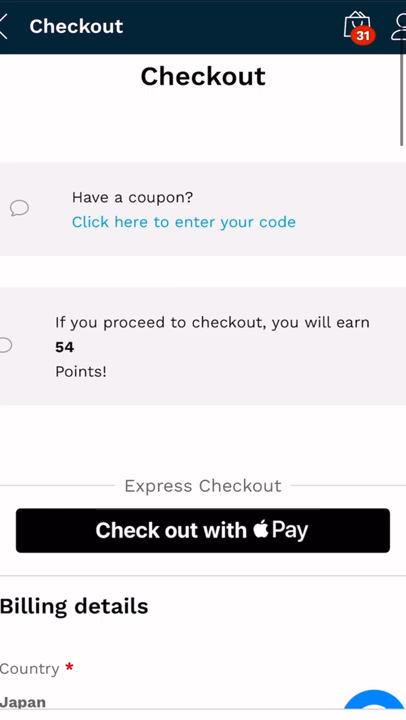 Checkout
31
Checkout
Have a coupon?
Click here to enter your code
If you proceed to checkout, you will earn
54
Points!
Express Checkout
Check out with Pay
Billing details
Country *
Japan